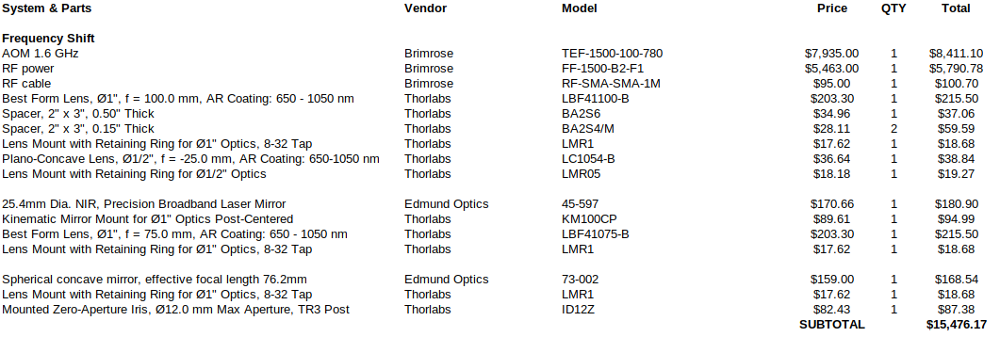 System & Parts Vendor Model Price QTY Total
Frequency Shift
AOM 1.6 GHz Brimrose TEF-1500-100-780 $7,935.00 1 $8,411.10
RF power Brimrose FF-1500-B2-F1 $5,463.00 1 $5,790.78
RF cable Brimrose RF-SMA-SMA-1M $95.00 1 $100.70
Best Form Lens, Ø1", f = 100.0 mm, AR Coating: 650 - 1050 nm Thorlabs LBF41100-B $203.30 1 $215.50
Spacer, 2" x 3", 0.50" Thick Thorlabs BA2S6 $34.96 1 $37.06
Spacer, 2" x 3", 0.15" Thick Thorlabs BA2S4/M $28.11 2 $59.59
Lens Mount with Retaining Ring for Ø1" Optics, 8-32 Tap Thorlabs LMR1 $17.62 1 $18.68
Plano-Concave Lens, Ø1/2", f = -25.0 mm, AR Coating: 650-1050 nm Thorlabs LC1054-B $36.64 1 $38.84
Lens Mount with Retaining Ring for Ø1/2" Optics Thorlabs LMR05 $18.18 1 $19.27
25.4mm Dia. NIR, Precision Broadband Laser Mirror Edmund Optics 45-597 $170.66 1 $180.90
Kinematic Mirror Mount for Ø1" Optics Post-Centered Thorlabs KM100CP $89.61 1 $94.99
Best Form Lens, Ø1", f = 75.0 mm, AR Coating: 650 - 1050 nm Thorlabs LBF41075-B $203.30 1 $215.50
Lens Mount with Retaining Ring for Ø1" Optics, 8-32 Tap Thorlabs LMR1 $17.62 1 $18.68
Spherical concave mirror, effective focal length 76.2mm Edmund Optics 73-002 $159.00 1 $168.54
Lens Mount with Retaining Ring for Ø1" Optics, 8-32 Tap Thorlabs LMR1 $17.62 1 $18.68
Mounted Zero-Aperture Iris, Ø12.0 mm Max Aperture, TR3 Post Thorlabs ID12Z $82.43 1 $87.38
SUBTOTAL $15,476.17